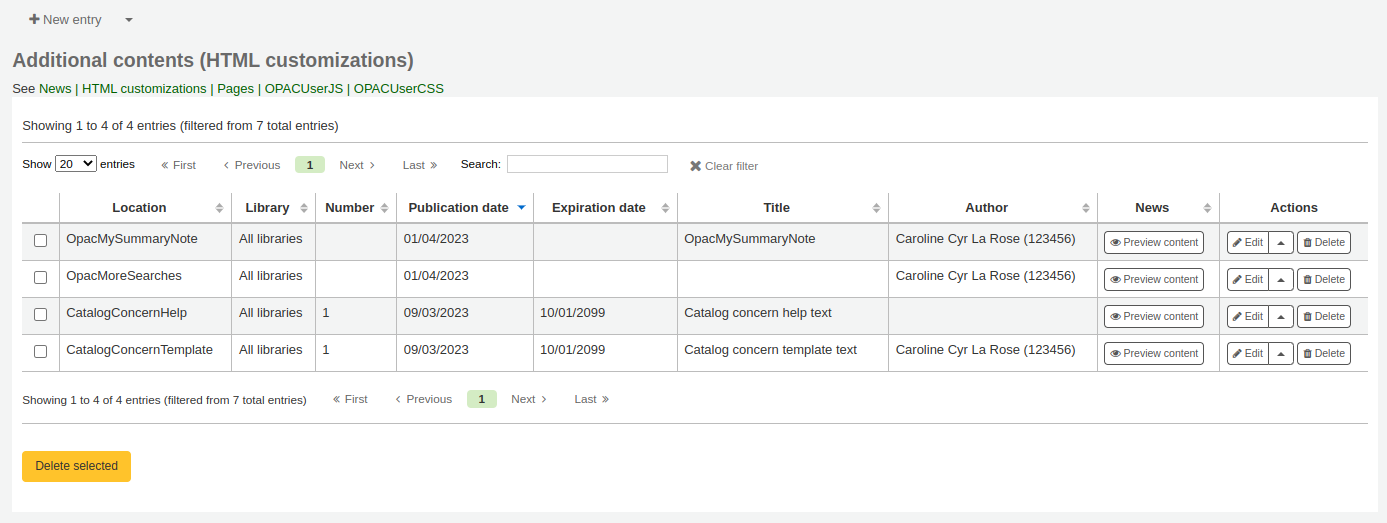 New entry
Additional contents (HTML customizations)
See News | HTML customizations | Pages | OPACUserJS | OPACUserCSS
Showing 1 to 4 of 4 entries (filtered from 7 total entries)
Show 20 entries « First ‹ Previous 1 Next › Last » Search: Clear filter
Location Library Number Publication date Expiration date Title Author News Actions
OpacMySummaryNote All libraries 01/04/2023 OpacMySummaryNote Caroline Cyr La Rose (123456) Preview content Edit Delete
OpacMoreSearches All libraries 01/04/2023 Caroline Cyr La Rose (123456) Preview content Edit Delete
CatalogConcernHelp All libraries 1 09/03/2023 10/01/2099 Catalog concern help text Preview content Edit Delete
CatalogConcernTemplate All libraries 1 09/03/2023 10/01/2099 Catalog concern template text Caroline Cyr La Rose (123456) Preview content Edit Delete
Showing 1 to 4 of 4 entries (filtered from 7 total entries) « First ‹ Previous 1 Next › Last »
Delete selected